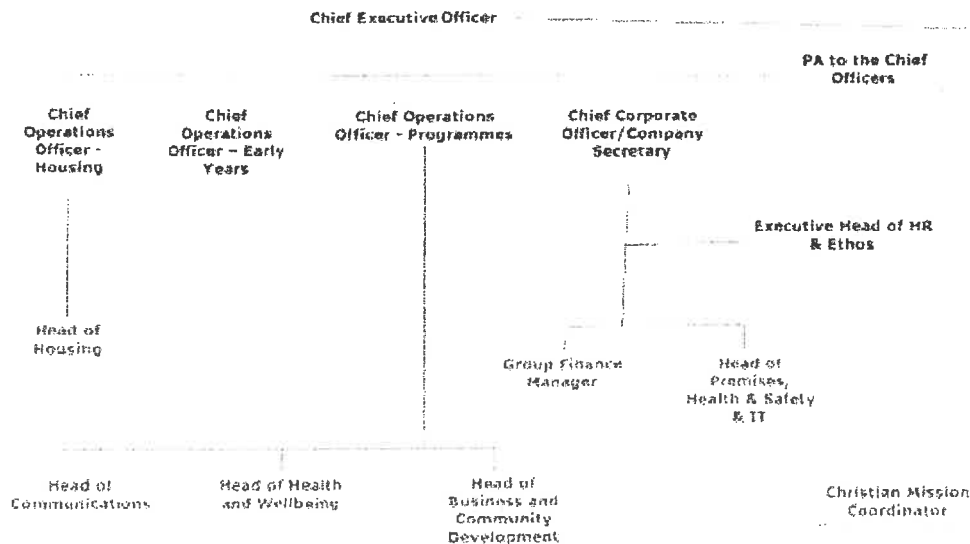 Chief Executive Officer
PA to the Chief
Officers
Chief
Operations
Officer -
Housing
Chief
Operations
Officer – Early
Years
Chief Operations
Officer - Programmes
Chief Corporate
Officer/Company
Secretary
Executive Head of HR
& Ethos
Head of
Housing
Group Finance
Manager
Head of
Premises,
Health & Safety
& IT
Head of
Communications
Head of Health
and Wellbeing
Head of
Business and
Community
Development
Christian Mission
Coordinator